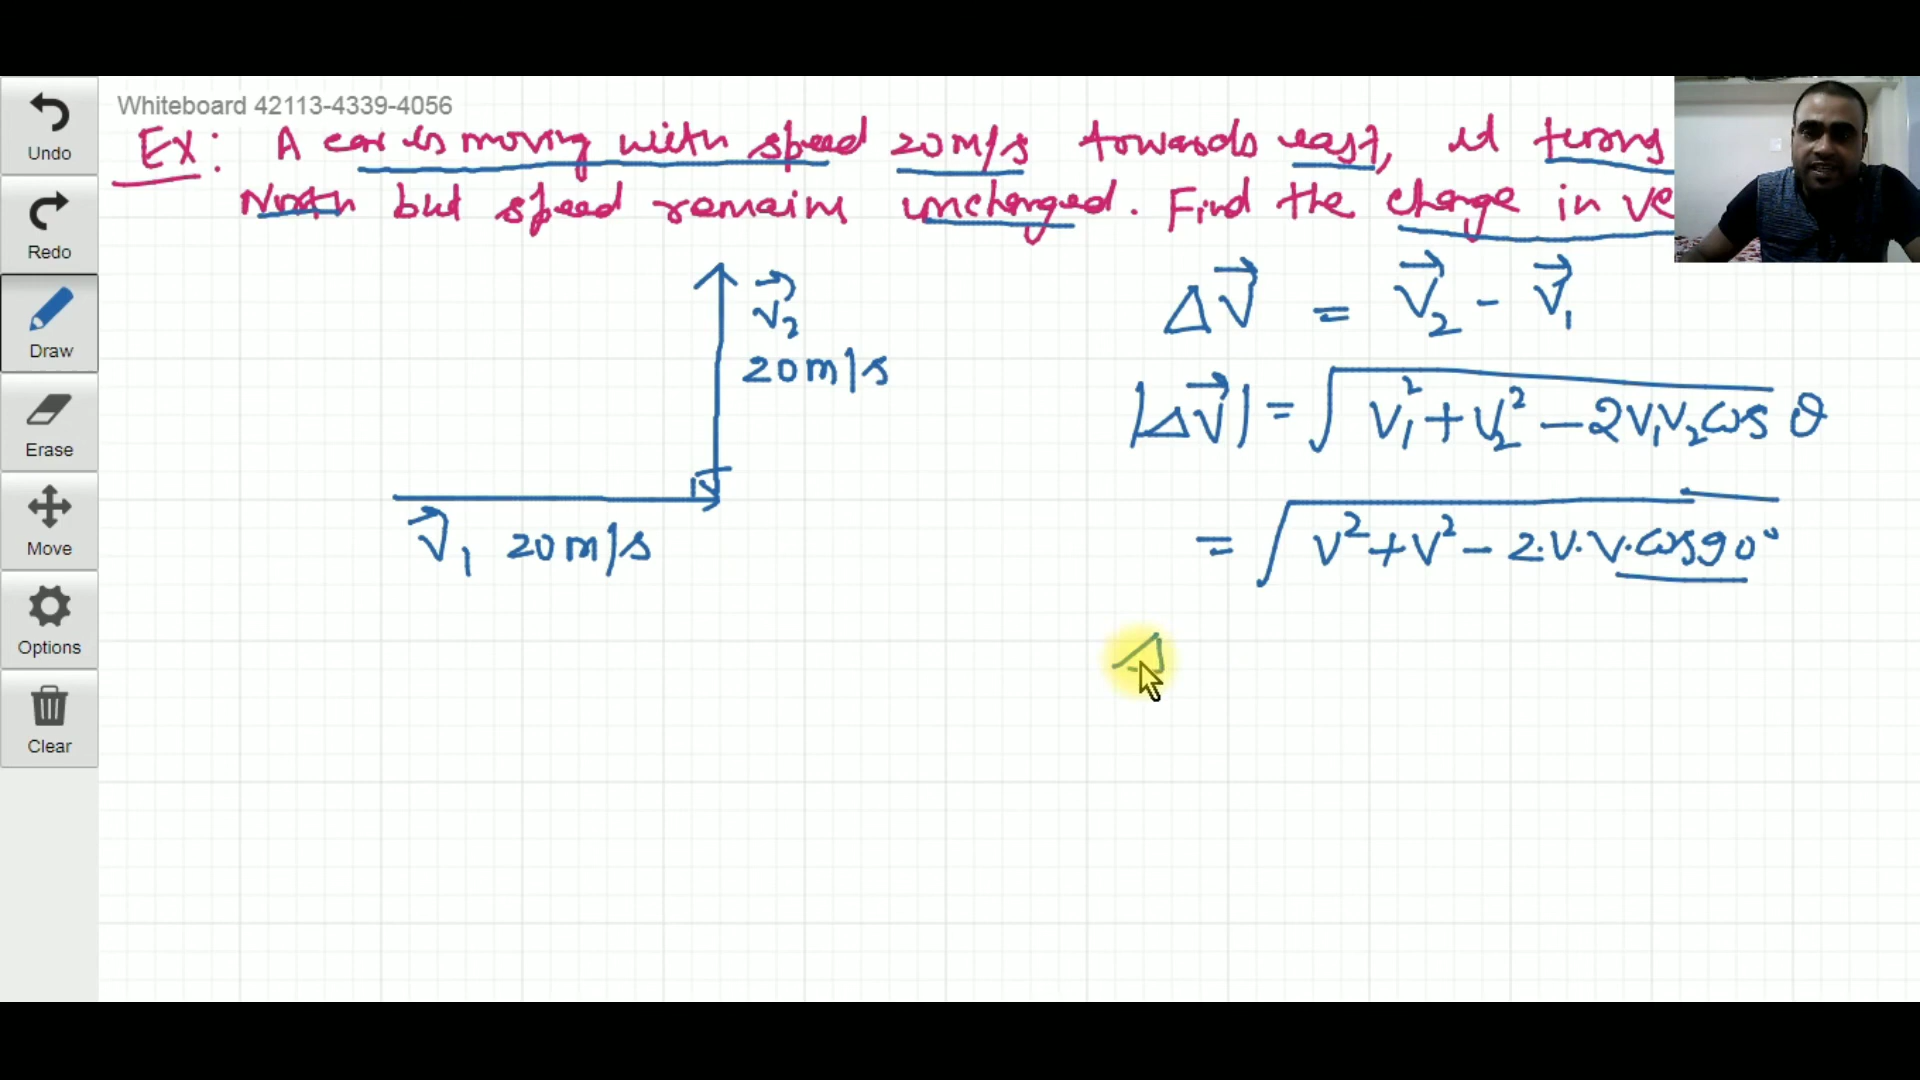 Whiteboard 42113-4339-4056
Undo
Redo
Draw
Erase
Move
Options
Clear
Ex: A car is moving with speed 20m/s towards east, it turns
North but speed remains unchanged. Find the change in ve
V⃗₂
20m/s
V⃗₁ 20m/s
ΔV⃗ = V⃗₂ - V⃗₁
|ΔV⃗| = √V₁² + V₂² - 2V₁V₂ cos θ
= √V² + V² - 2.V.V.cos90°
Δ